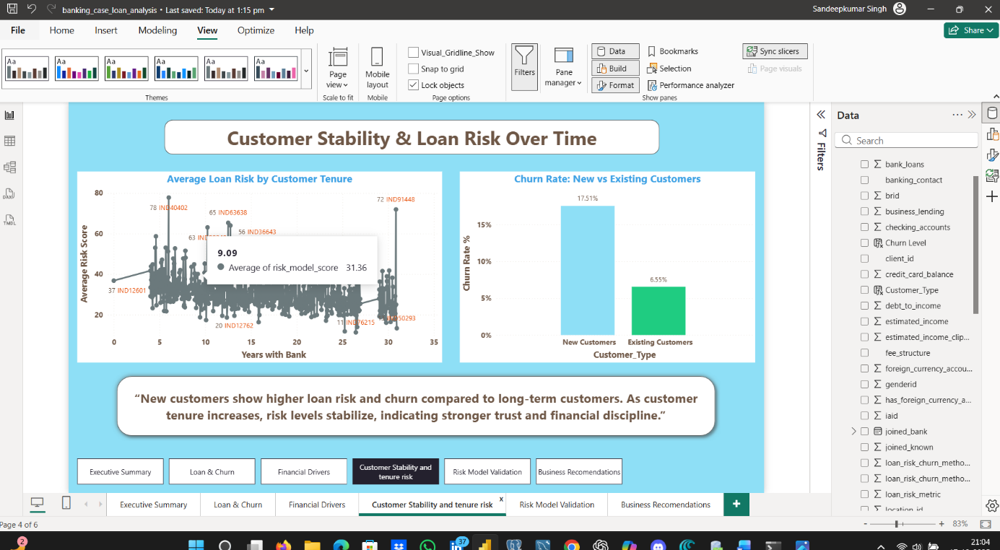 banking_case_loan_analysis • Last saved: Today at 1:15 pm
Sandeepkumar Singh
File Home Insert Modeling View Optimize Help
Share
Aa Aa Aa Aa Aa Aa
Themes
Page view
Scale to fit
Mobile layout
Mobile
Visual_Gridline_Show
Snap to grid
Lock objects
Page options
Filters
Pane manager
Data
Build
Format
Bookmarks
Selection
Performance analyzer
Show panes
Sync slicers
Page visuals
DAX
TMDL
Customer Stability & Loan Risk Over Time
Average Loan Risk by Customer Tenure
Average Risk Score
80
60
40
20
78 IND40402
65 IND63638
72 IND91448
63
56 IND36643
37 IND12601
20 IND12762
9.09
Average of risk_model_score 31.36
0 5 10 15 20 25 30 35
Years with Bank
Churn Rate: New vs Existing Customers
Churn Rate %
15%
10%
5%
0%
17.51%
6.55%
New Customers Existing Customers
Customer_Type
“New customers show higher loan risk and churn compared to long-term customers. As customer
tenure increases, risk levels stabilize, indicating stronger trust and financial discipline.”
Executive Summary
Loan & Churn
Financial Drivers
Customer Stability and
tenure risk
Risk Model Validation
Business Recomendations
Executive Summary
Loan & Churn
Financial Drivers
Customer Stability and tenure risk
x
Risk Model Validation
Business Recomendations
+
Page 4 of 6
- + 83%
Filters
Data
Search
bank_loans
banking_contact
brid
business_lending
checking_accounts
Churn Level
client_id
credit_card_balance
Customer_Type
debt_to_income
estimated_income
estimated_income_clip...
fee_structure
foreign_currency_accou...
genderid
has_foreign_currency_a...
iaid
joined_bank
joined_known
loan_risk_churn_metho...
loan_risk_churn_metho...
loan_risk_metric
location_id
2
37
21:04